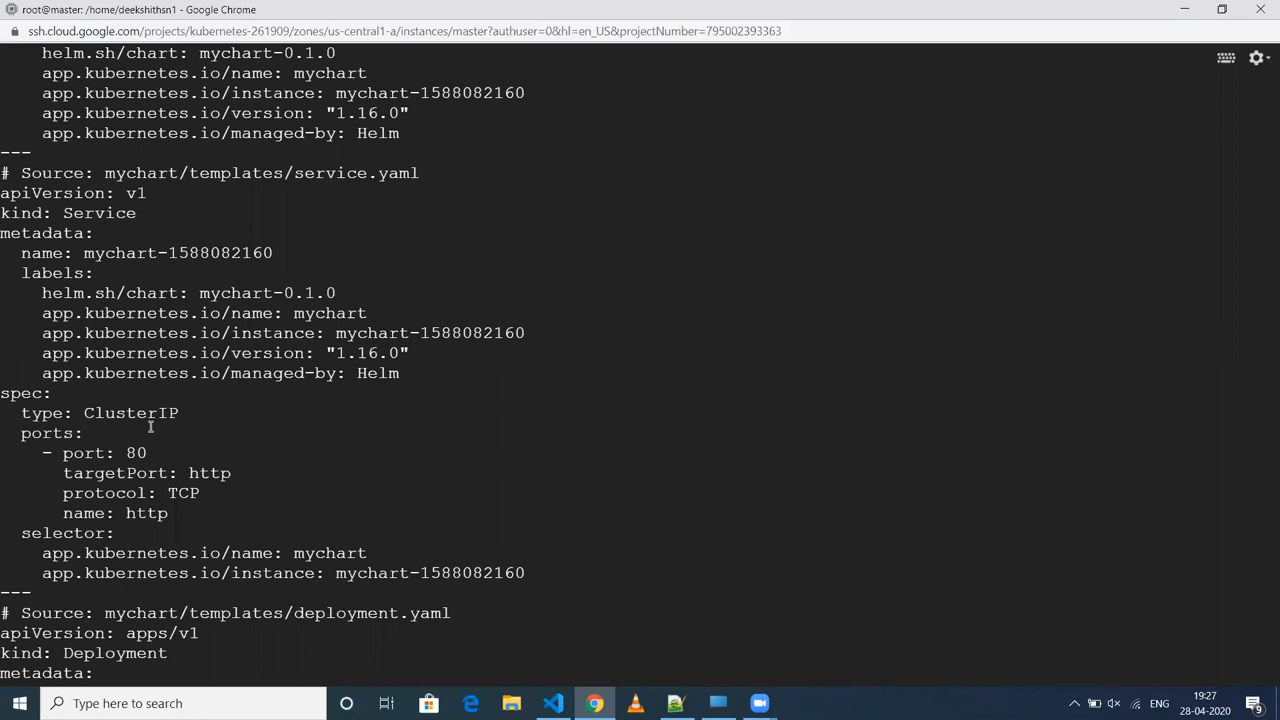 root@master: /home/deekshithsn1 - Google Chrome
ssh.cloud.google.com/projects/kubernetes-261909/zones/us-central1-a/instances/master?authuser=0&hl=en_US&projectNumber=795002393363
helm.sh/chart: mychart-0.1.0
app.kubernetes.io/name: mychart
app.kubernetes.io/instance: mychart-1588082160
app.kubernetes.io/version: "1.16.0"
app.kubernetes.io/managed-by: Helm
---
# Source: mychart/templates/service.yaml
apiVersion: v1
kind: Service
metadata:
name: mychart-1588082160
labels:
helm.sh/chart: mychart-0.1.0
app.kubernetes.io/name: mychart
app.kubernetes.io/instance: mychart-1588082160
app.kubernetes.io/version: "1.16.0"
app.kubernetes.io/managed-by: Helm
spec:
type: ClusterIP
ports:
- port: 80
targetPort: http
protocol: TCP
name: http
selector:
app.kubernetes.io/name: mychart
app.kubernetes.io/instance: mychart-1588082160
---
# Source: mychart/templates/deployment.yaml
apiVersion: apps/v1
kind: Deployment
metadata:
Type here to search
ENG
19:27
28-04-2020
9